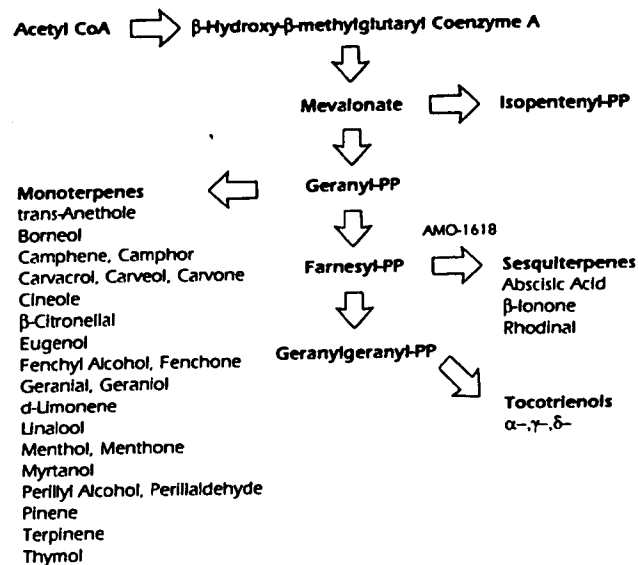 Acetyl CoA
β-Hydroxy-β-methylglutaryl Coenzyme A
Mevalonate
Isopentenyl-PP
Geranyl-PP
Monoterpenes
trans-Anethole
Borneol
Camphene, Camphor
Carvacrol, Carveol, Carvone
Cineole
β-Citronellal
Eugenol
Fenchyl Alcohol, Fenchone
Geranial, Geraniol
d-Limonene
Linalool
Menthol, Menthone
Myrtanol
Perillyl Alcohol, Perillaldehyde
Pinene
Terpinene
Thymol
AMO-1618
Farnesyl-PP
Sesquiterpenes
Abscisic Acid
β-Ionone
Rhodinal
Geranylgeranyl-PP
Tocotrienols
α-,γ-,δ-